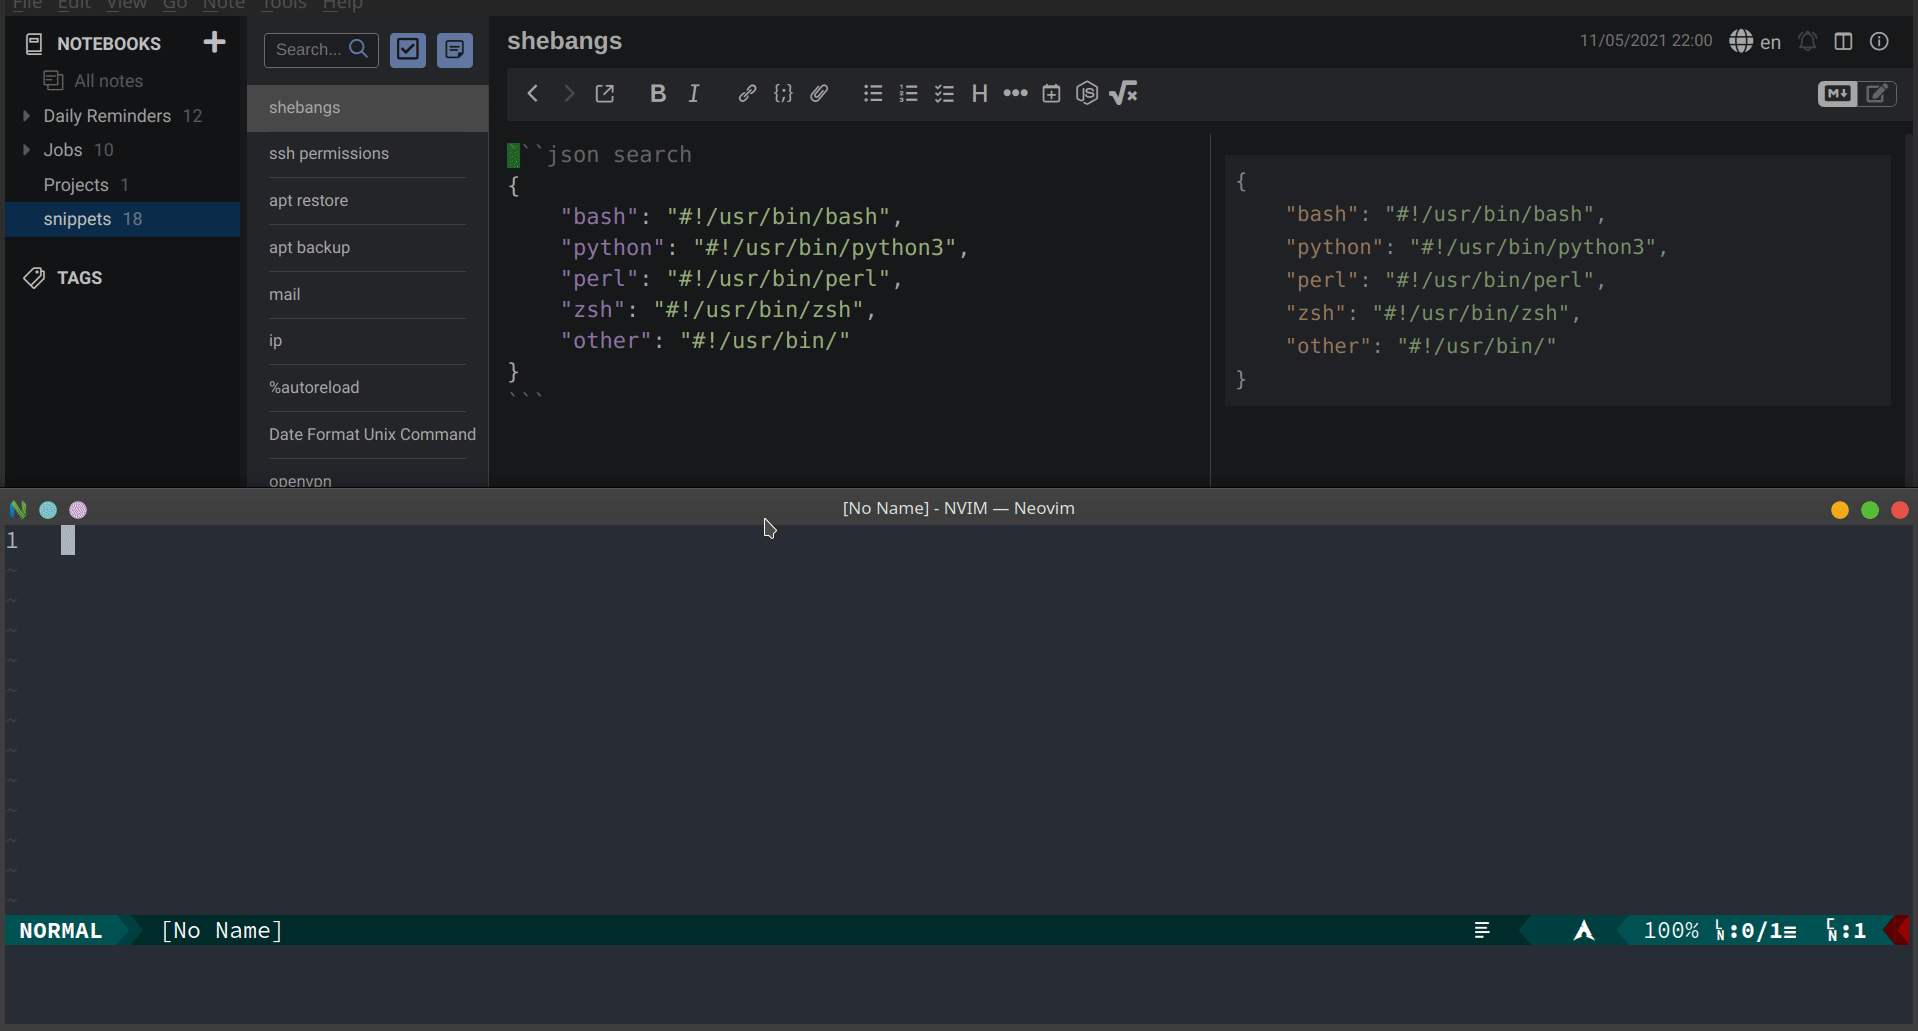 File Edit View Go Note Tools Help
NOTEBOOKS
All notes
Daily Reminders 12
Jobs 10
Projects 1
snippets 18
TAGS
Search...
shebangs
ssh permissions
apt restore
apt backup
mail
ip
%autoreload
Date Format Unix Command
openvpn
shebangs
11/05/2021 22:00
en
B I H
M
```json search
{
"bash": "#!/usr/bin/bash",
"python": "#!/usr/bin/python3",
"perl": "#!/usr/bin/perl",
"zsh": "#!/usr/bin/zsh",
"other": "#!/usr/bin/"
}
```
{
"bash": "#!/usr/bin/bash",
"python": "#!/usr/bin/python3",
"perl": "#!/usr/bin/perl",
"zsh": "#!/usr/bin/zsh",
"other": "#!/usr/bin/"
}
[No Name] - NVIM — Neovim
1
~
~
~
~
~
~
~
~
~
~
~
~
NORMAL [No Name] 100% LN:0/1≡ CN:1